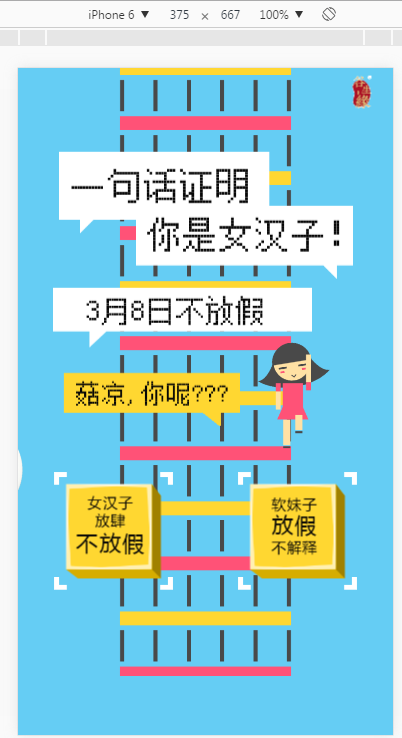 iPhone 6 ▼ 375 × 667 100% ▼
一句话证明
你是女汉子!
3月8日不放假
菇凉,你呢???
女汉子
放肆
不放假
软妹子
放假
不解释